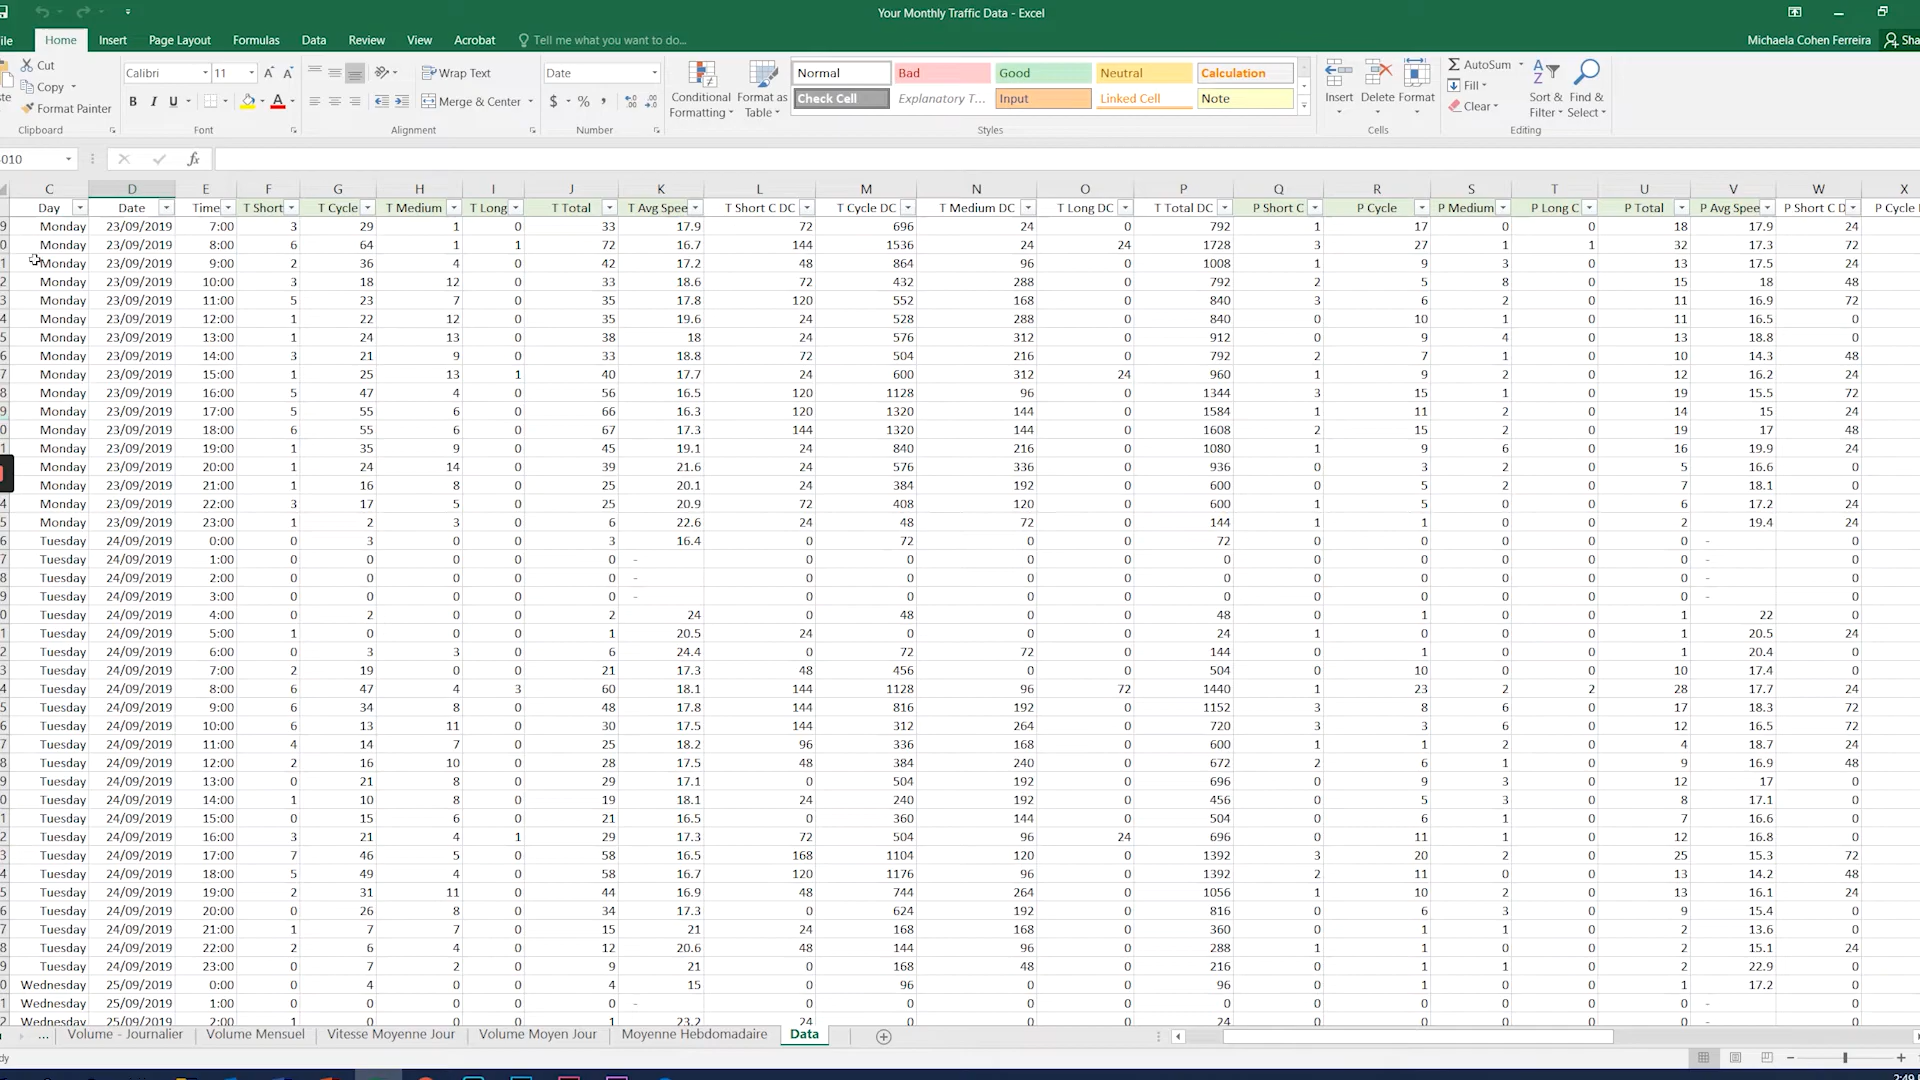 Your Monthly Traffic Data - Excel
Home Insert Page Layout Formulas Data Review View Acrobat Tell me what you want to do... Michaela Cohen Ferreira
Cut Calibri 11 Wrap Text Date Normal Bad Good Neutral Calculation AutoSum
Copy Fill
Format Painter B I U Merge & Center $ % , Conditional Formatting Format as Table Check Cell Explanatory T... Input Linked Cell Note Insert Delete Format Clear Sort & Filter Find & Select
Clipboard Font Alignment Number Styles Cells Editing
fx
C D E F G H I J K L M N O P Q R S T U V W X
Day Date Time T Short T Cycle T Medium T Long T Total T Avg Spee T Short C DC T Cycle DC T Medium DC T Long DC T Total DC P Short C P Cycle P Medium P Long C P Total P Avg Spee P Short C D P Cycle
Monday 23/09/2019 7:00 3 29 1 0 33 17.9 72 696 24 0 792 1 17 0 0 18 17.9 24
Monday 23/09/2019 8:00 6 64 1 1 72 16.7 144 1536 24 24 1728 3 27 1 1 32 17.3 72
Monday 23/09/2019 9:00 2 36 4 0 42 17.2 48 864 96 0 1008 1 9 3 0 13 17.5 24
Monday 23/09/2019 10:00 3 18 12 0 33 18.6 72 432 288 0 792 2 5 8 0 15 18 48
Monday 23/09/2019 11:00 5 23 7 0 35 17.8 120 552 168 0 840 3 6 2 0 11 16.9 72
Monday 23/09/2019 12:00 1 22 12 0 35 19.6 24 528 288 0 840 0 10 1 0 11 16.5 0
Monday 23/09/2019 13:00 1 24 13 0 38 18 24 576 312 0 912 0 9 4 0 13 18.8 0
Monday 23/09/2019 14:00 3 21 9 0 33 18.8 72 504 216 0 792 2 7 1 0 10 14.3 48
Monday 23/09/2019 15:00 1 25 13 1 40 17.7 24 600 312 24 960 1 9 2 0 12 16.2 24
Monday 23/09/2019 16:00 5 47 4 0 56 16.5 120 1128 96 0 1344 3 15 1 0 19 15.5 72
Monday 23/09/2019 17:00 5 55 6 0 66 16.3 120 1320 144 0 1584 1 11 2 0 14 15 24
Monday 23/09/2019 18:00 6 55 6 0 67 17.3 144 1320 144 0 1608 2 15 2 0 19 17 48
Monday 23/09/2019 19:00 1 35 9 0 45 19.1 24 840 216 0 1080 1 9 6 0 16 19.9 24
Monday 23/09/2019 20:00 1 24 14 0 39 21.6 24 576 336 0 936 0 3 2 0 5 16.6 0
Monday 23/09/2019 21:00 1 16 8 0 25 20.1 24 384 192 0 600 0 5 2 0 7 18.1 0
Monday 23/09/2019 22:00 3 17 5 0 25 20.9 72 408 120 0 600 1 5 0 0 6 17.2 24
Monday 23/09/2019 23:00 1 2 3 0 6 22.6 24 48 72 0 144 1 1 0 0 2 19.4 24
Tuesday 24/09/2019 0:00 0 3 0 0 3 16.4 0 72 0 0 72 0 0 0 0 0 - 0
Tuesday 24/09/2019 1:00 0 0 0 0 0 - 0 0 0 0 0 0 0 0 0 0 - 0
Tuesday 24/09/2019 2:00 0 0 0 0 0 - 0 0 0 0 0 0 0 0 0 0 - 0
Tuesday 24/09/2019 3:00 0 0 0 0 0 - 0 0 0 0 0 0 0 0 0 0 - 0
Tuesday 24/09/2019 4:00 0 2 0 0 2 24 0 48 0 0 48 0 1 0 0 1 22 0
Tuesday 24/09/2019 5:00 1 0 0 0 1 20.5 24 0 0 0 24 1 0 0 0 1 20.5 24
Tuesday 24/09/2019 6:00 0 3 3 0 6 24.4 0 72 72 0 144 0 1 0 0 1 20.4 0
Tuesday 24/09/2019 7:00 2 19 0 0 21 17.3 48 456 0 0 504 0 10 0 0 10 17.4 0
Tuesday 24/09/2019 8:00 6 47 4 3 60 18.1 144 1128 96 72 1440 1 23 2 2 28 17.7 24
Tuesday 24/09/2019 9:00 6 34 8 0 48 17.8 144 816 192 0 1152 3 8 6 0 17 18.3 72
Tuesday 24/09/2019 10:00 6 13 11 0 30 17.5 144 312 264 0 720 3 3 6 0 12 16.5 72
Tuesday 24/09/2019 11:00 4 14 7 0 25 18.2 96 336 168 0 600 1 1 2 0 4 18.7 24
Tuesday 24/09/2019 12:00 2 16 10 0 28 17.5 48 384 240 0 672 2 6 1 0 9 16.9 48
Tuesday 24/09/2019 13:00 0 21 8 0 29 17.1 0 504 192 0 696 0 9 3 0 12 17 0
Tuesday 24/09/2019 14:00 1 10 8 0 19 18.1 24 240 192 0 456 0 5 3 0 8 17.1 0
Tuesday 24/09/2019 15:00 0 15 6 0 21 16.5 0 360 144 0 504 0 6 1 0 7 16.6 0
Tuesday 24/09/2019 16:00 3 21 4 1 29 17.3 72 504 96 24 696 0 11 1 0 12 16.8 0
Tuesday 24/09/2019 17:00 7 46 5 0 58 16.5 168 1104 120 0 1392 3 20 2 0 25 15.3 72
Tuesday 24/09/2019 18:00 5 49 4 0 58 16.7 120 1176 96 0 1392 2 11 0 0 13 14.2 48
Tuesday 24/09/2019 19:00 2 31 11 0 44 16.9 48 744 264 0 1056 1 10 2 0 13 16.1 24
Tuesday 24/09/2019 20:00 0 26 8 0 34 17.3 0 624 192 0 816 0 6 3 0 9 15.4 0
Tuesday 24/09/2019 21:00 1 7 7 0 15 21 24 168 168 0 360 0 1 1 0 2 13.6 0
Tuesday 24/09/2019 22:00 2 6 4 0 12 20.6 48 144 96 0 288 1 1 0 0 2 15.1 24
Tuesday 24/09/2019 23:00 0 7 2 0 9 21 0 168 48 0 216 0 1 1 0 2 22.9 0
Wednesday 25/09/2019 0:00 0 4 0 0 4 15 0 96 0 0 96 0 1 0 0 1 17.2 0
Wednesday 25/09/2019 1:00 0 0 0 0 0 - 0 0 0 0 0 0 0 0 0 0 - 0
Wednesday 25/09/2019 2:00 1 0 0 0 1 23.2 24 0 0 0 24 0 0 0 0 0 - 0
... Volume - Journalier Volume Mensuel Vitesse Moyenne Jour Volume Moyen Jour Moyenne Hebdomadaire Data